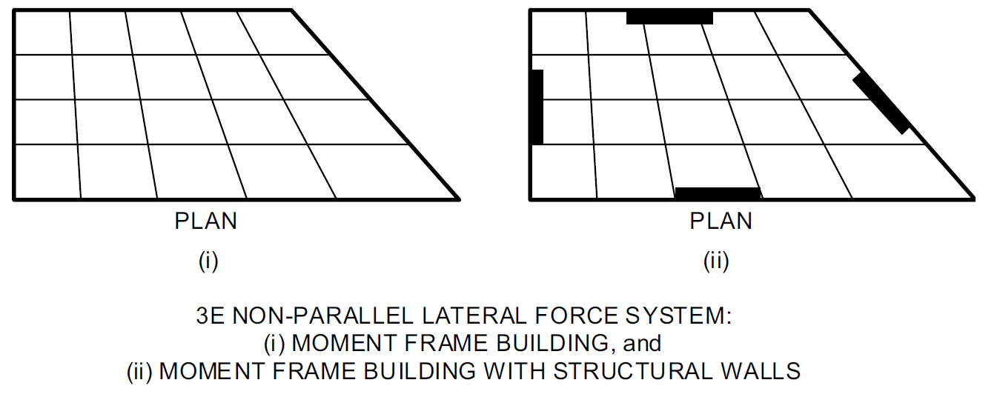 PLAN
PLAN
(i)
(ii)
3E NON-PARALLEL LATERAL FORCE SYSTEM:
(i) MOMENT FRAME BUILDING, and
(ii) MOMENT FRAME BUILDING WITH STRUCTURAL WALLS